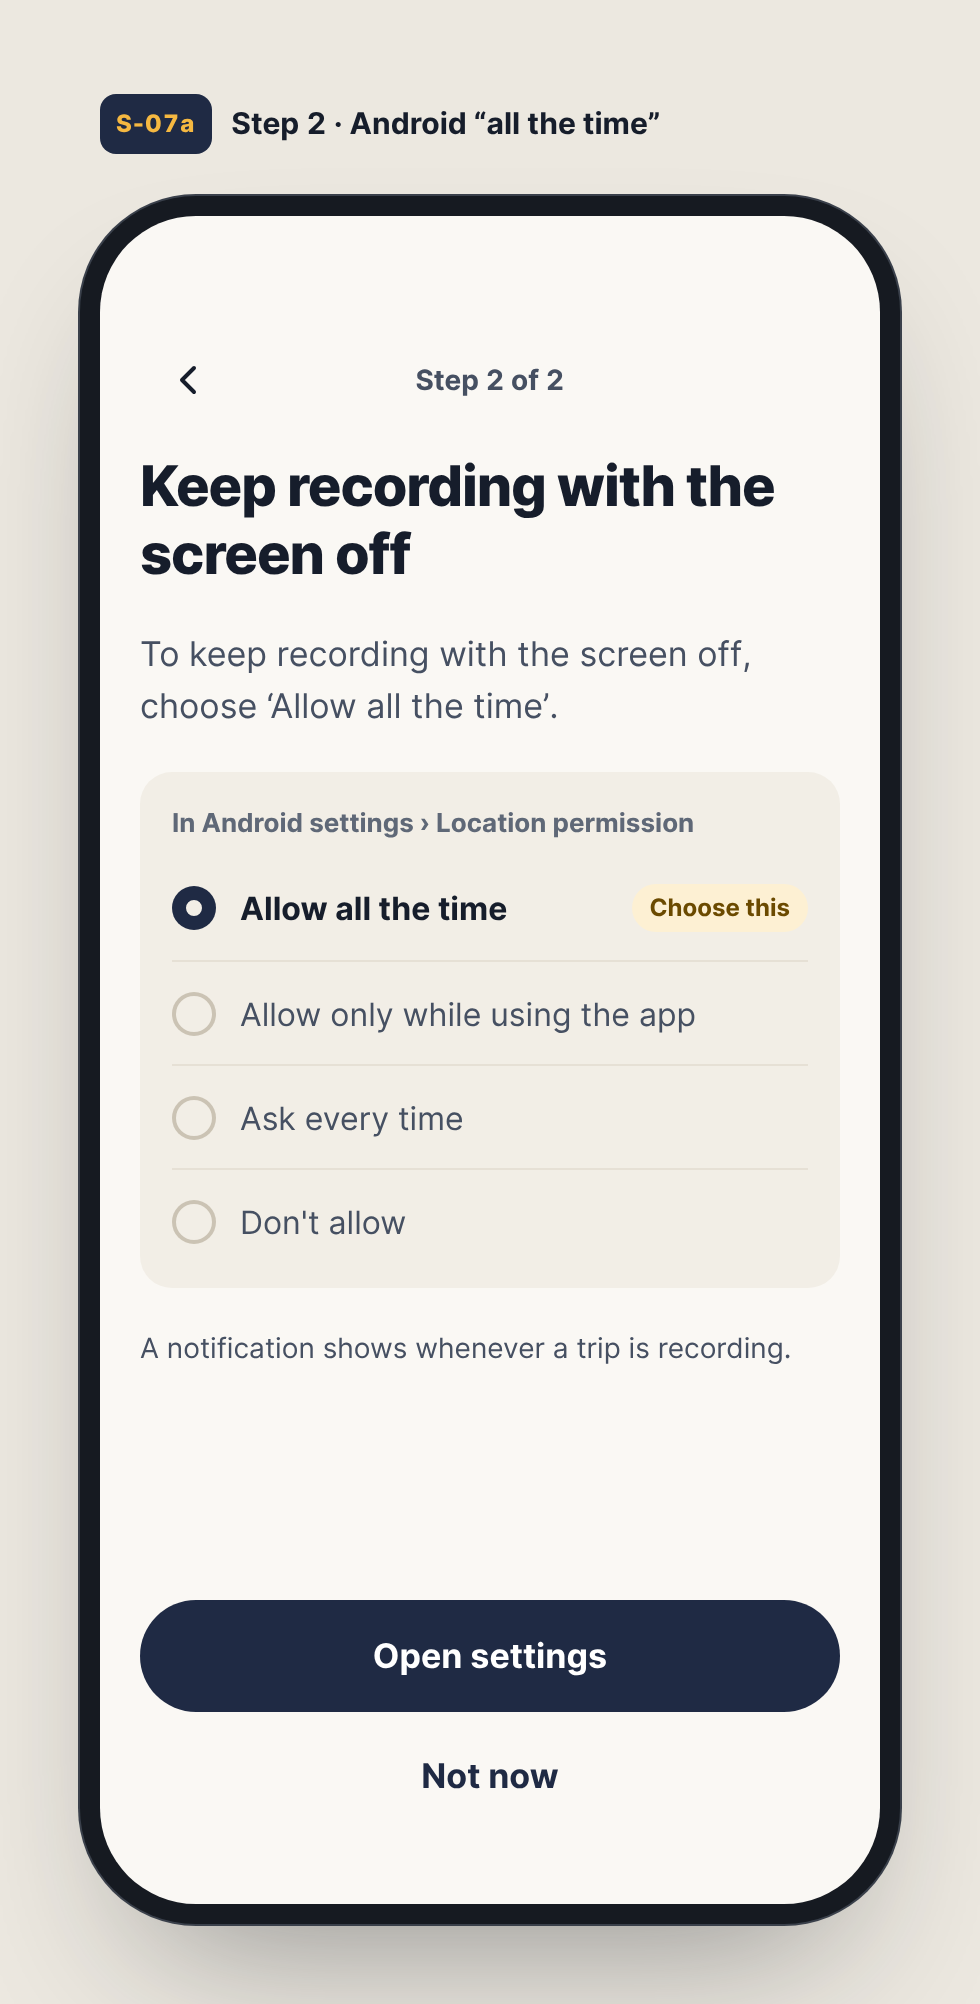 S-07a
Step 2 · Android “all the time”
Step 2 of 2
Keep recording with the
screen off
To keep recording with the screen off,
choose ‘Allow all the time’.
In Android settings › Location permission
Allow all the time
Choose this
Allow only while using the app
Ask every time
Don't allow
A notification shows whenever a trip is recording.
Open settings
Not now